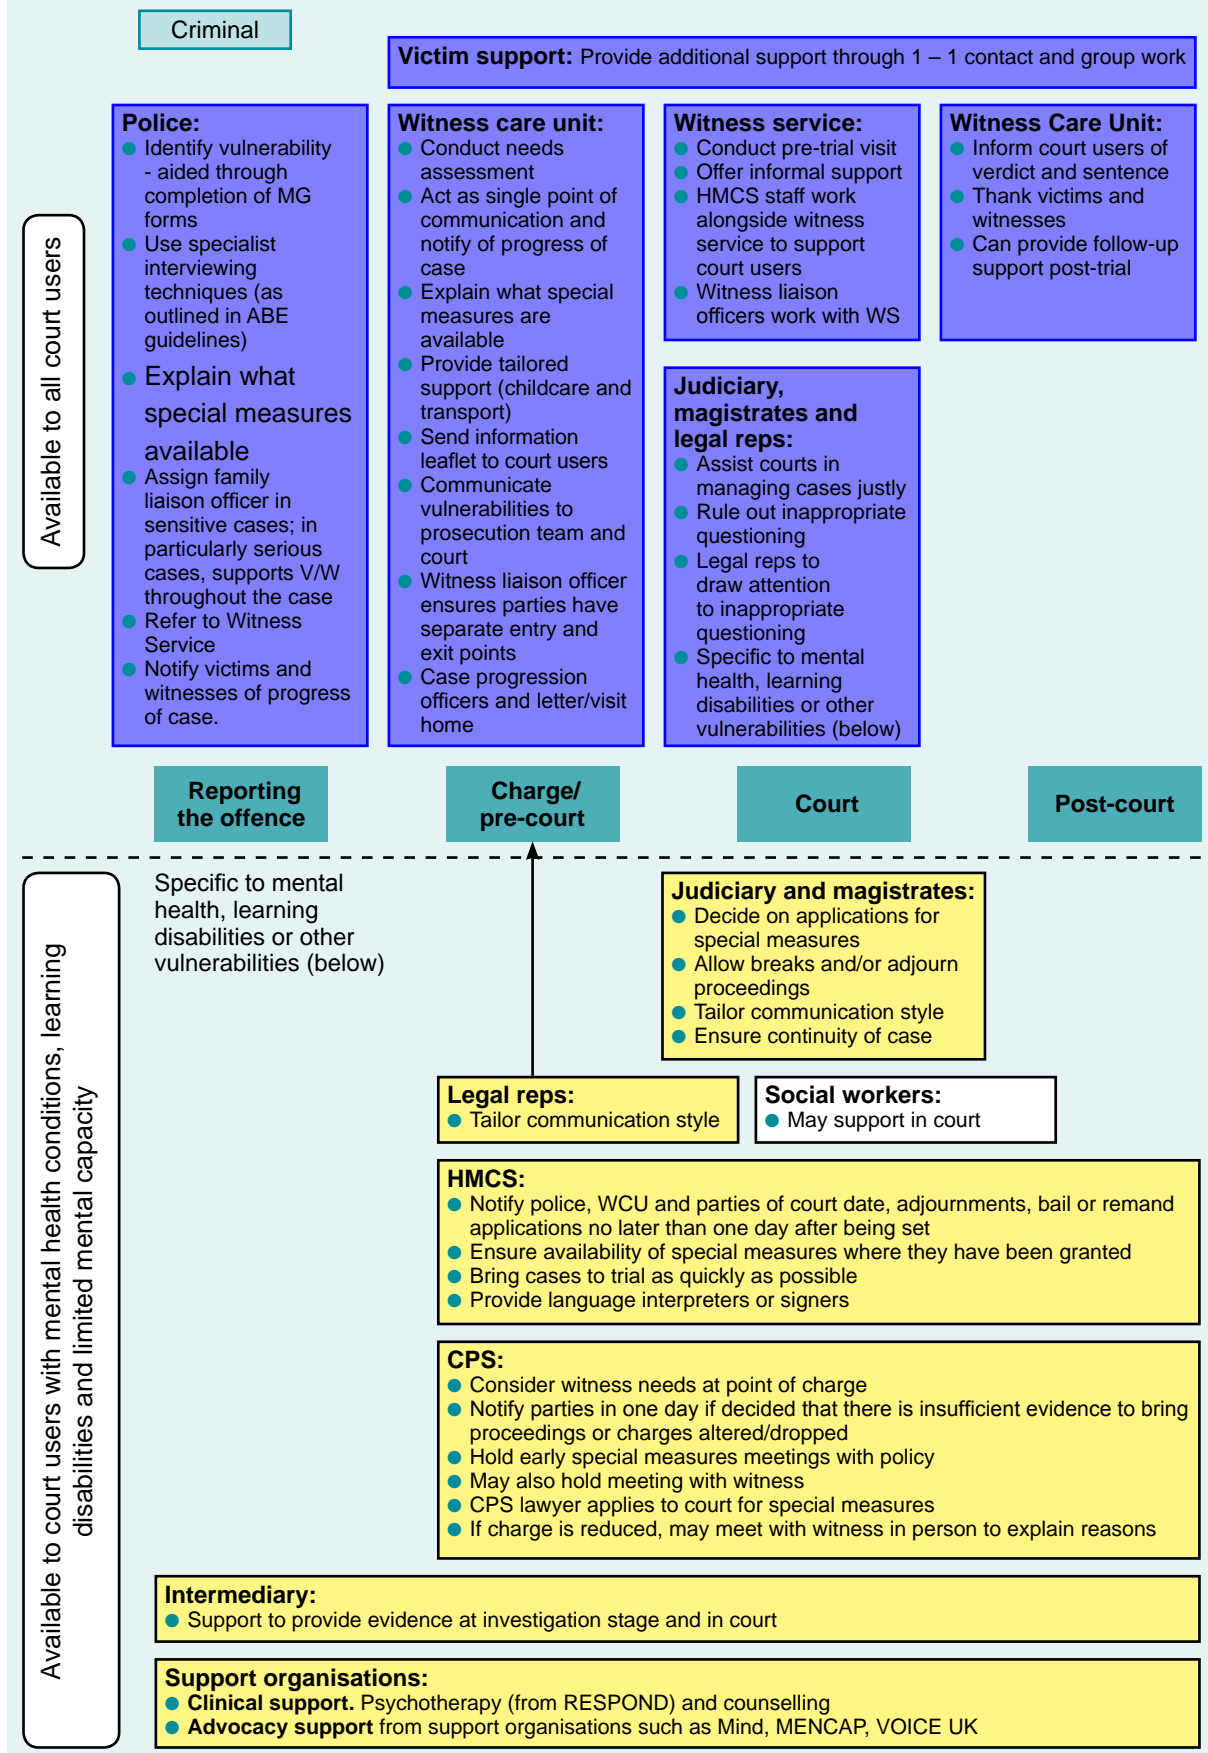 Criminal
Victim support: Provide additional support through 1 – 1 contact and group work
Available to all court users
Police:
● Identify vulnerability
- aided through
completion of MG
forms
● Use specialist
interviewing
techniques (as
outlined in ABE
guidelines)
● Explain what
special measures
available
● Assign family
liaison officer in
sensitive cases; in
particularly serious
cases, supports V/W
throughout the case
● Refer to Witness
Service
● Notify victims and
witnesses of progress
of case.
Witness care unit:
● Conduct needs
assessment
● Act as single point of
communication and
notify of progress of
case
● Explain what special
measures are
available
● Provide tailored
support (childcare and
transport)
● Send information
leaflet to court users
● Communicate
vulnerabilities to
prosecution team and
court
● Witness liaison officer
ensures parties have
separate entry and
exit points
● Case progression
officers and letter/visit
home
Witness service:
● Conduct pre-trial visit
● Offer informal support
● HMCS staff work
alongside witness
service to support
court users
● Witness liaison
officers work with WS
Judiciary,
magistrates and
legal reps:
● Assist courts in
managing cases justly
● Rule out inappropriate
questioning
● Legal reps to
draw attention
to inappropriate
questioning
● Specific to mental
health, learning
disabilities or other
vulnerabilities (below)
Witness Care Unit:
● Inform court users of
verdict and sentence
● Thank victims and
witnesses
● Can provide follow-up
support post-trial
Reporting
the offence
Charge/
pre-court
Court
Post-court
Available to court users with mental health conditions, learning
disabilities and limited mental capacity
Specific to mental
health, learning
disabilities or other
vulnerabilities (below)
Judiciary and magistrates:
● Decide on applications for
special measures
● Allow breaks and/or adjourn
proceedings
● Tailor communication style
● Ensure continuity of case
Legal reps:
● Tailor communication style
Social workers:
● May support in court
HMCS:
● Notify police, WCU and parties of court date, adjournments, bail or remand
applications no later than one day after being set
● Ensure availability of special measures where they have been granted
● Bring cases to trial as quickly as possible
● Provide language interpreters or signers
CPS:
● Consider witness needs at point of charge
● Notify parties in one day if decided that there is insufficient evidence to bring
proceedings or charges altered/dropped
● Hold early special measures meetings with policy
● May also hold meeting with witness
● CPS lawyer applies to court for special measures
● If charge is reduced, may meet with witness in person to explain reasons
Intermediary:
● Support to provide evidence at investigation stage and in court
Support organisations:
● Clinical support. Psychotherapy (from RESPOND) and counselling
● Advocacy support from support organisations such as Mind, MENCAP, VOICE UK